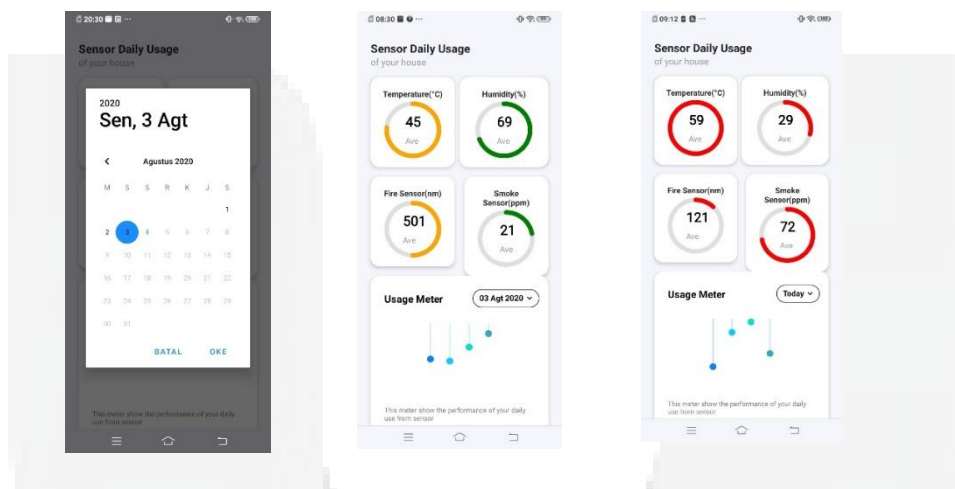 20:30
Sensor Daily Usage
of your house
2020
Sen, 3 Agt
Agustus 2020
M S S R K J S
1
2 3 4 5 6 7 8
9 10 11 12 13 14 15
16 17 18 19 20 21 22
23 24 25 26 27 28 29
30 31
BATAL OKE
This meter show the performance of your daily
use from sensor
08:30
Sensor Daily Usage
of your house
Temperature(°C) Humidity(%)
45 69
Ave Ave
Fire Sensor(nm) Smoke
Sensor(ppm)
501 21
Ave Ave
Usage Meter 03 Agt 2020
This meter show the performance of your daily
use from sensor
09:12
Sensor Daily Usage
of your house
Temperature(°C) Humidity(%)
59 29
Ave Ave
Fire Sensor(nm) Smoke
Sensor(ppm)
121 72
Ave Ave
Usage Meter Today
This meter show the performance of your daily
use from sensor